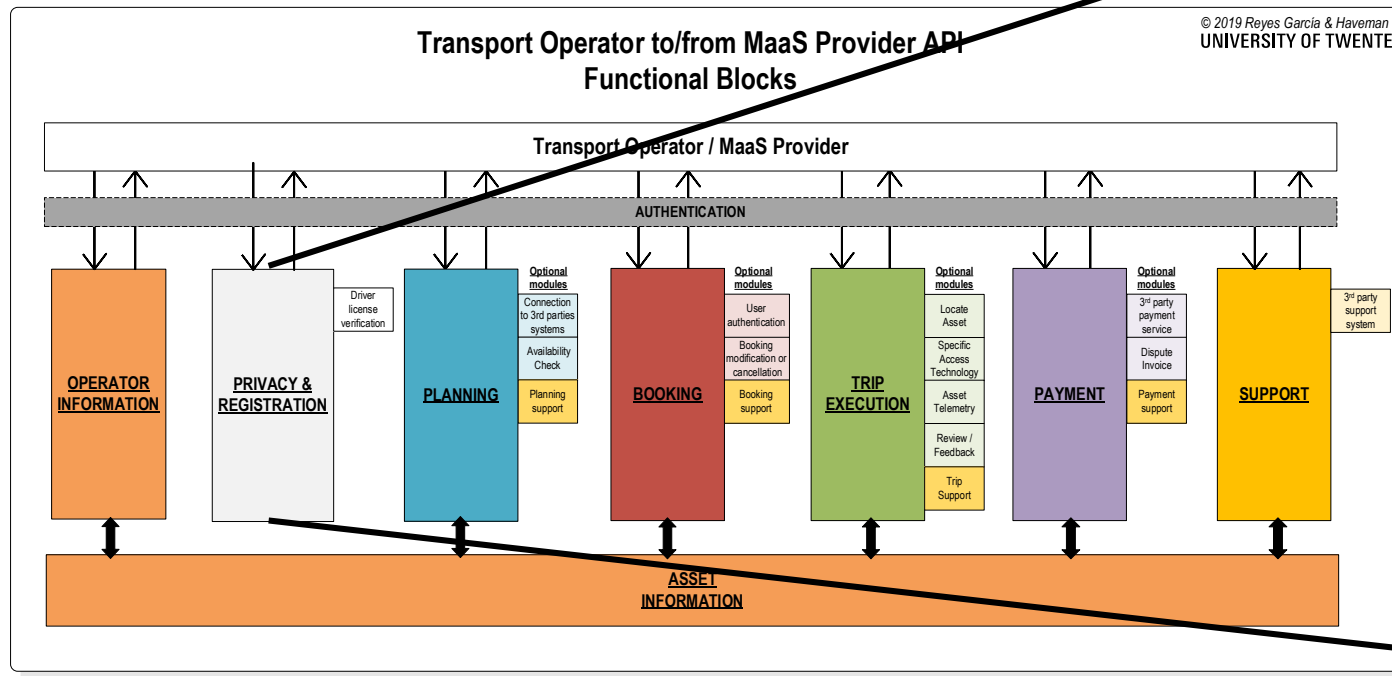 © 2019 Reyes García & Haveman
UNIVERSITY OF TWENTE
Transport Operator to/from MaaS Provider API
Functional Blocks
Transport Operator / MaaS Provider
AUTHENTICATION
OPERATOR
INFORMATION
PRIVACY &
REGISTRATION
Driver
license
verification
PLANNING
Optional
modules
Connection
to 3rd parties
systems
Availability
Check
Planning
support
BOOKING
Optional
modules
User
authentication
Booking
modification or
cancellation
Booking
support
TRIP
EXECUTION
Optional
modules
Locate
Asset
Specific
Access
Technology
Asset
Telemetry
Review /
Feedback
Trip
Support
PAYMENT
Optional
modules
3rd party
payment
service
Dispute
Invoice
Payment
support
SUPPORT
3rd party
support
system
ASSET
INFORMATION